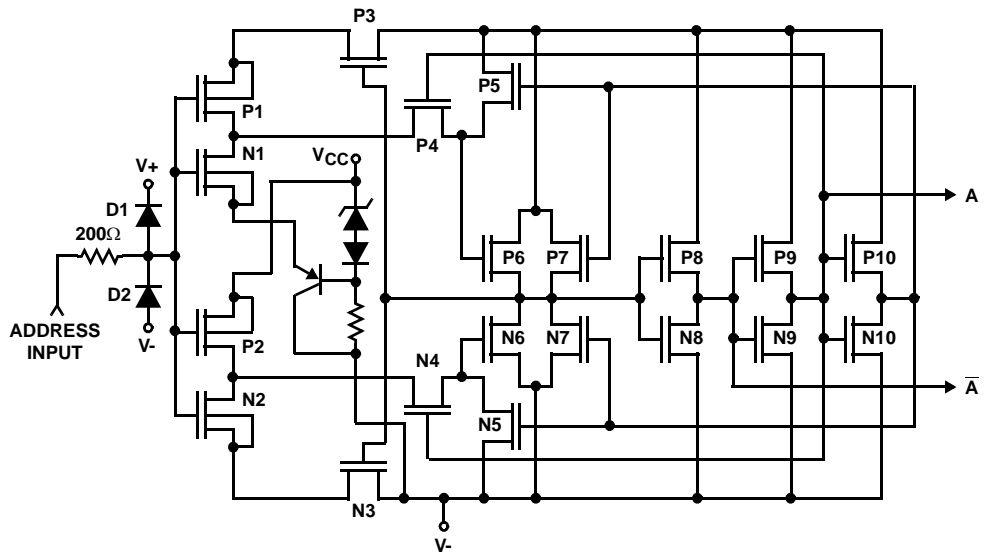 P3
P5
P1
P4
N1
V+
VCC
A
D1
200Ω
P6
P7
P8
P9
P10
D2
ADDRESS
INPUT
V-
P2
N6
N7
N8
N9
N10
N4
A̅
N2
N5
N3
V-